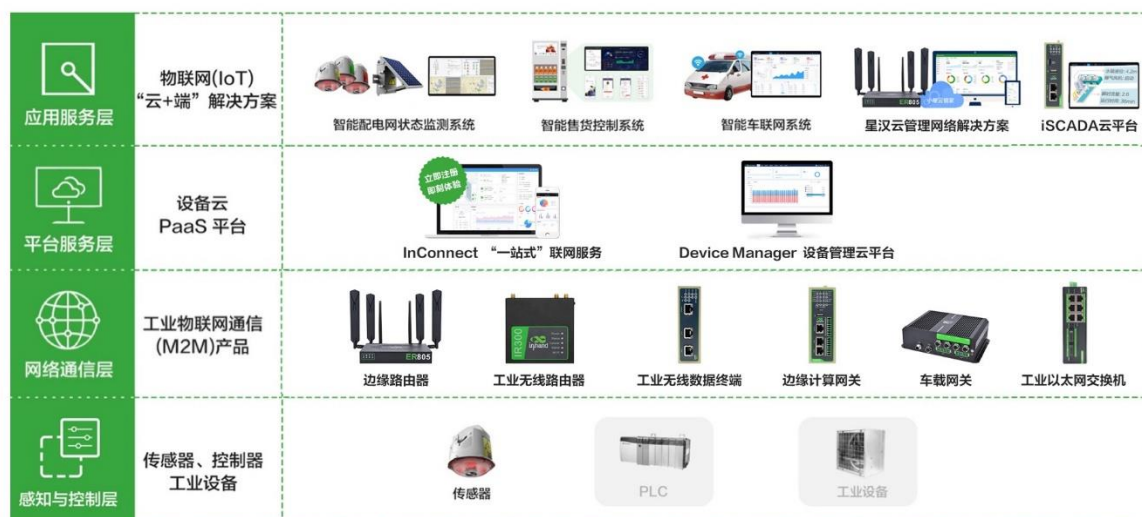 应用服务层
物联网(IoT)
“云+端”解决方案
智能配电网状态监测系统
智能售货控制系统
智能车联网系统
ER805
小星云管家
星汉云管理网络解决方案
iSCADA云平台
平台服务层
设备云
PaaS 平台
立即注册
即刻体验
InConnect “一站式”联网服务
Device Manager 设备管理云平台
网络通信层
工业物联网通信
(M2M)产品
ER805
边缘路由器
IR300
inhand
工业无线路由器
工业无线数据终端
边缘计算网关
车载网关
工业以太网交换机
感知与控制层
传感器、控制器
工业设备
传感器
PLC
工业设备